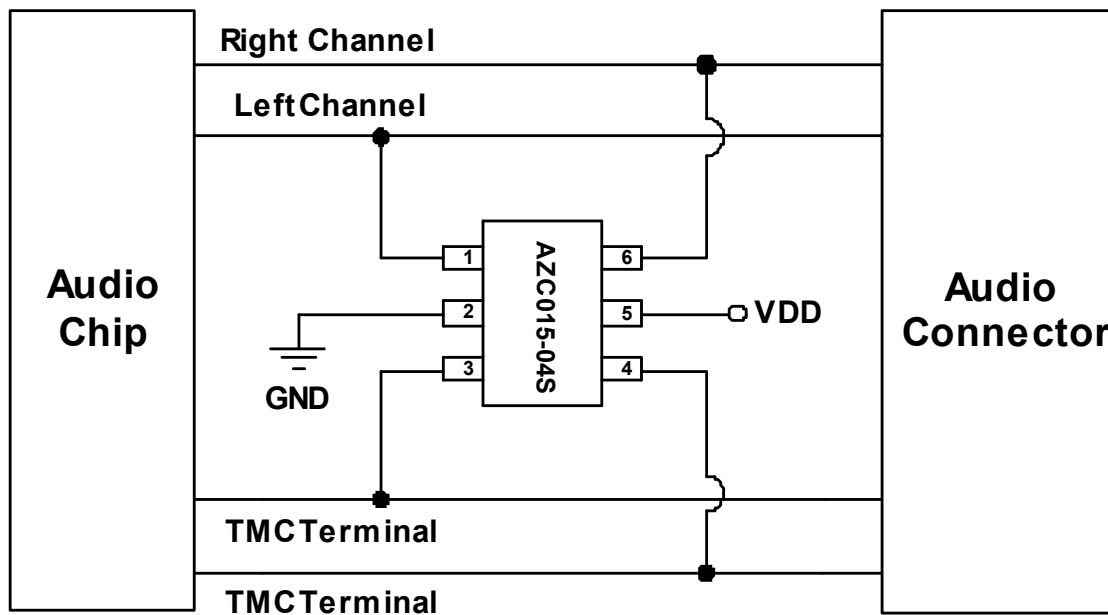 Right Channel
Left Channel
Audio
Chip
1
2
3
AZC015-04S
6
5
4
VDD
GND
Audio
Connector
TMC Terminal
TMC Terminal